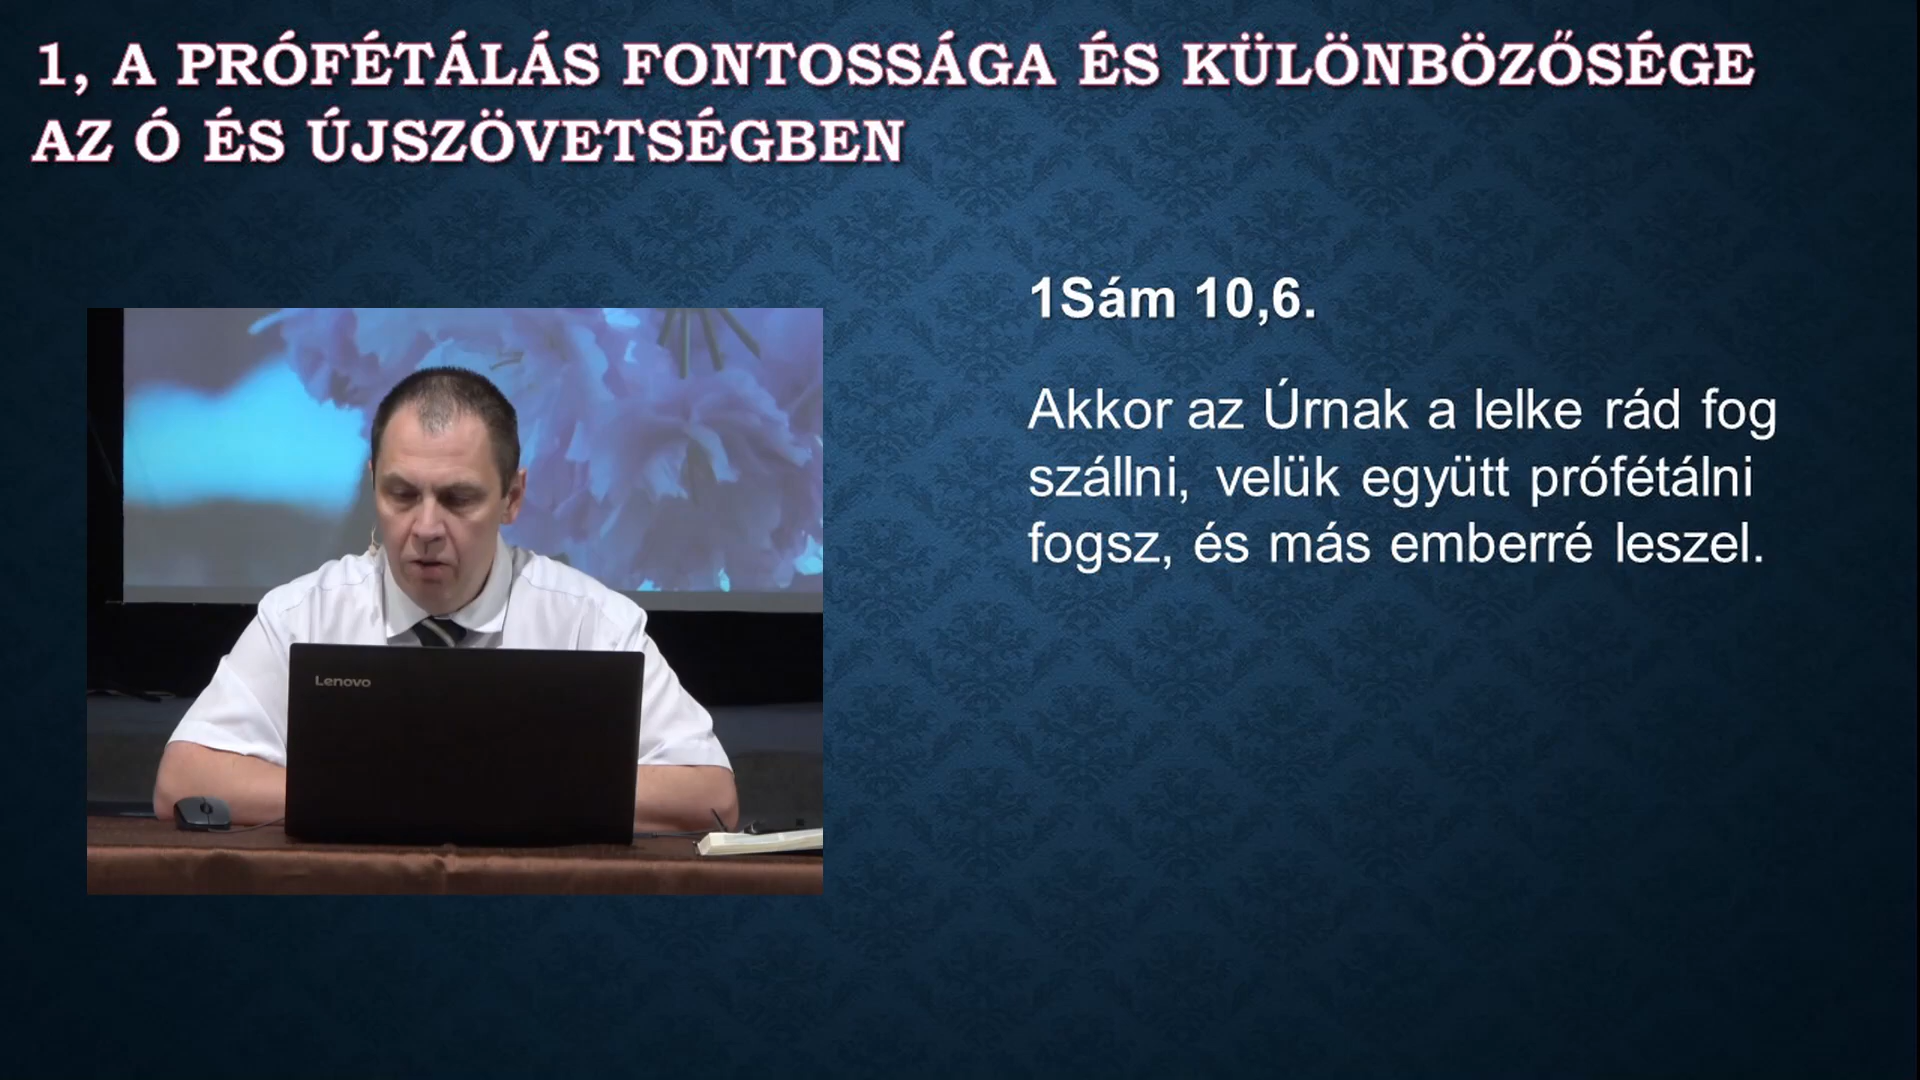 1, A PRÓFÉTÁLÁS FONTOSSÁGA ÉS KÜLÖNBÖZŐSÉGE
AZ Ó ÉS ÚJSZÖVETSÉGBEN
1Sám 10,6.
Akkor az Úrnak a lelke rád fog
szállni, velük együtt prófétálni
fogsz, és más emberré leszel.
Lenovo